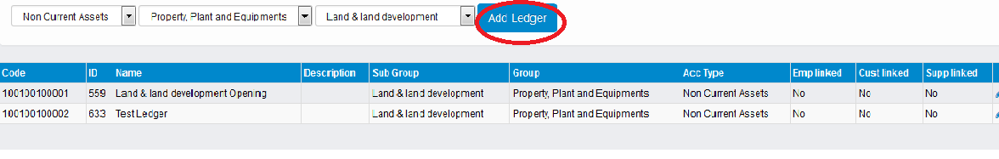 Non Current Assets Property, Plant and Equipments Land & land development Add Ledger
Code ID Name Description Sub Group Group Acc Type Emp linked Cust linked Supp linked
100100100001 559 Land & land development Opening Land & land development Property, Plant and Equipments Non Current Assets No No No
100100100002 633 Test Ledger Land & land development Property, Plant and Equipments Non Current Assets No No No